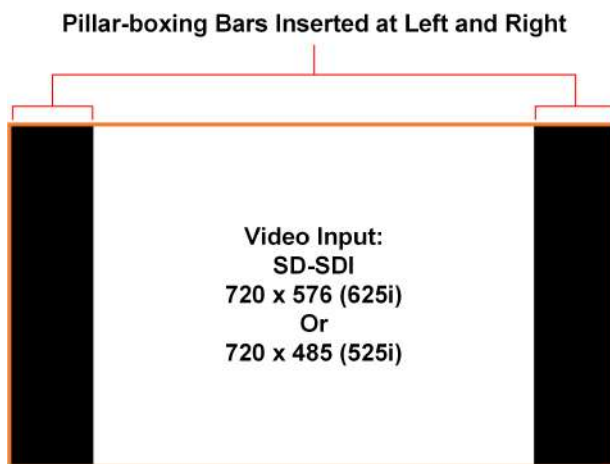 Pillar-boxing Bars Inserted at Left and Right
Video Input:
SD-SDI
720 x 576 (625i)
Or
720 x 485 (525i)